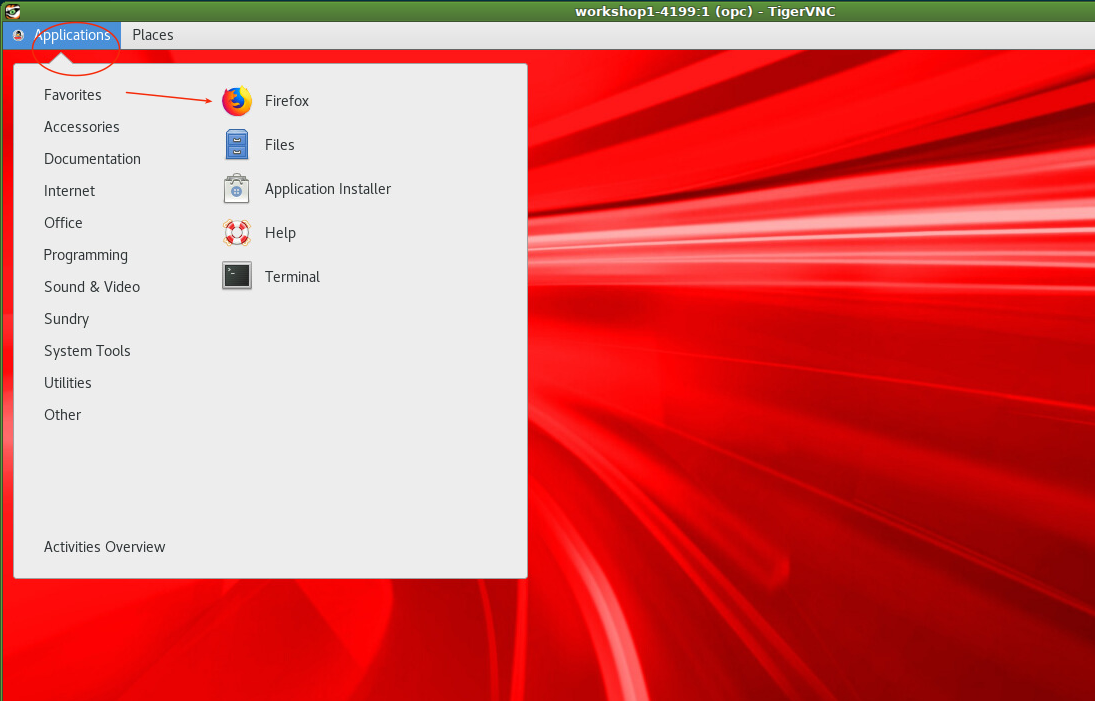 workshop1-4199:1 (opc) - TigerVNC
Applications Places
Favorites
Accessories
Documentation
Internet
Office
Programming
Sound & Video
Sundry
System Tools
Utilities
Other
Activities Overview
Firefox
Files
Application Installer
Help
Terminal